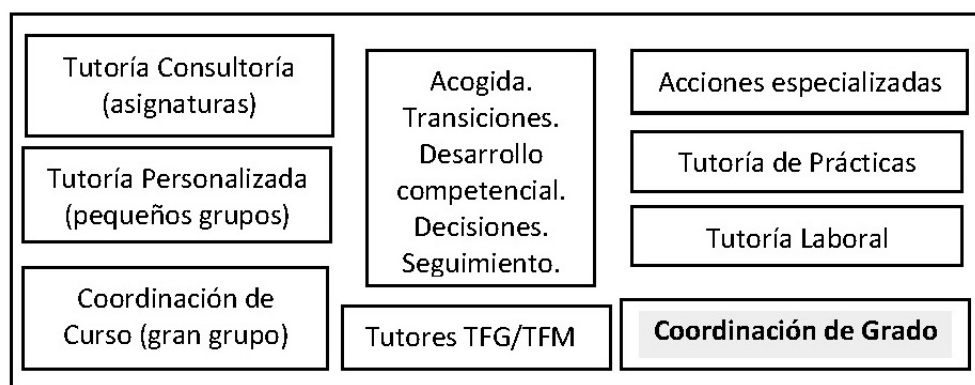 Tutoría Consultoría
(asignaturas)
Tutoría Personalizada
(pequeños grupos)
Coordinación de
Curso (gran grupo)
Acogida.
Transiciones.
Desarrollo
competencial.
Decisiones.
Seguimiento.
Tutores TFG/TFM
Acciones especializadas
Tutoría de Prácticas
Tutoría Laboral
Coordinación de Grado